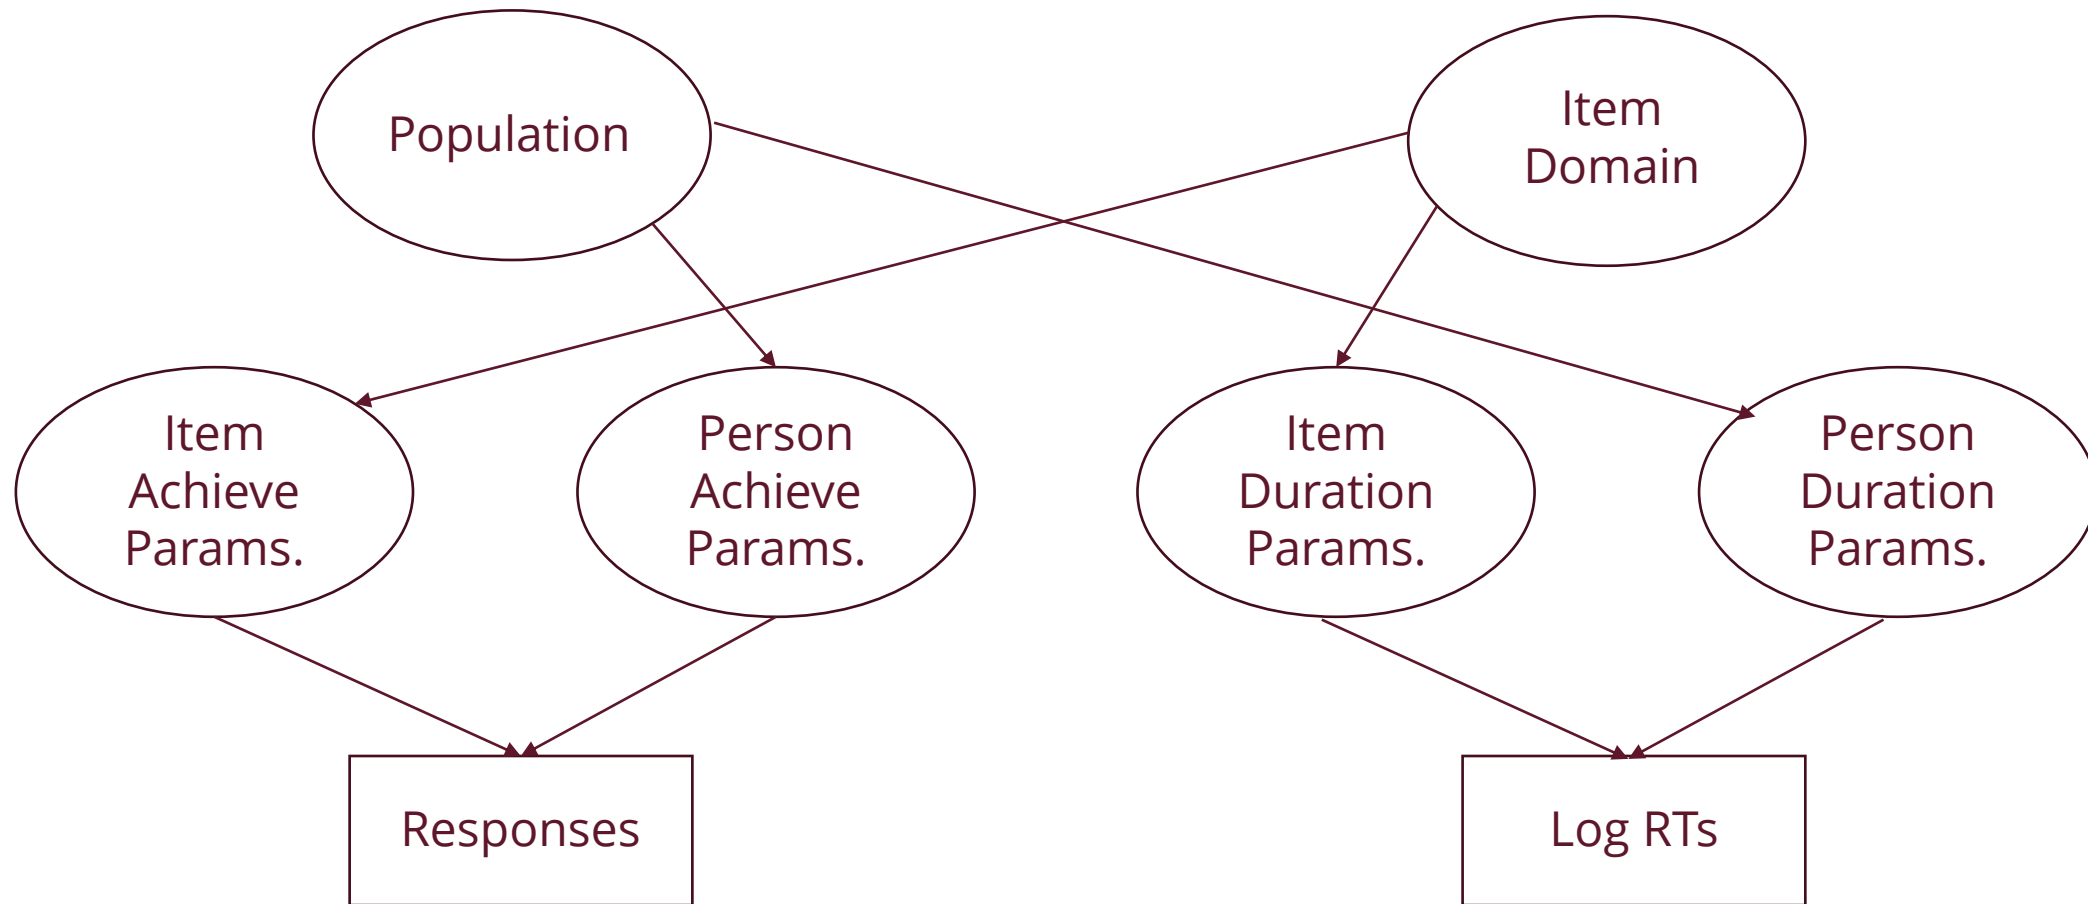 Population
Item
Domain
Item
Achieve
Params.
Person
Achieve
Params.
Item
Duration
Params.
Person
Duration
Params.
Responses
Log RTs